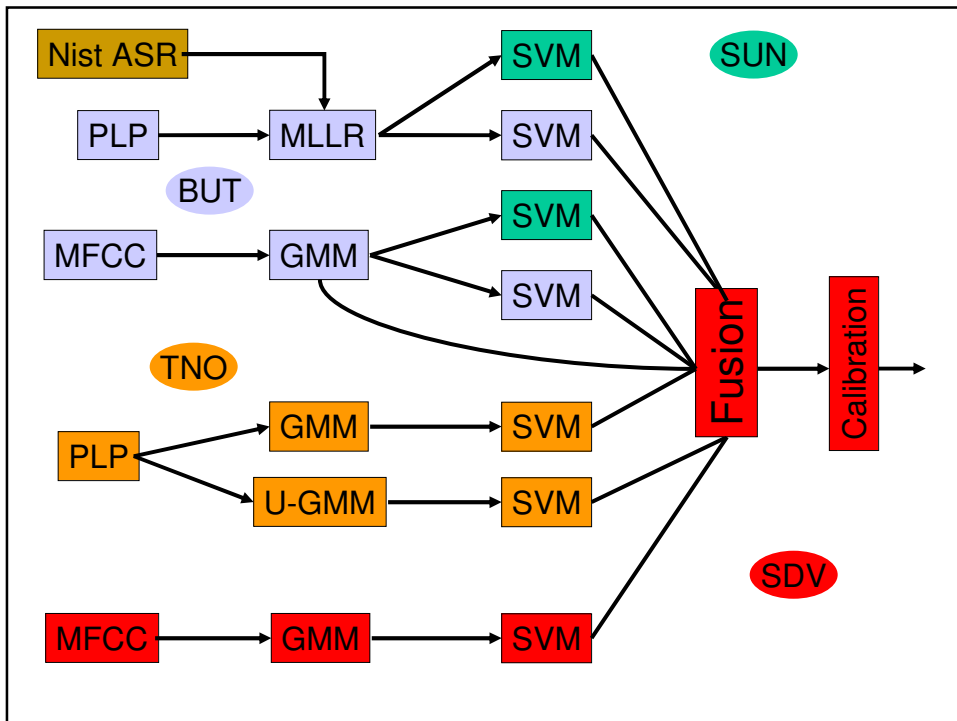 Nist ASR
SVM
SUN
PLP
MLLR
SVM
BUT
SVM
MFCC
GMM
SVM
Fusion
Calibration
TNO
GMM
SVM
PLP
U-GMM
SVM
SDV
MFCC
GMM
SVM